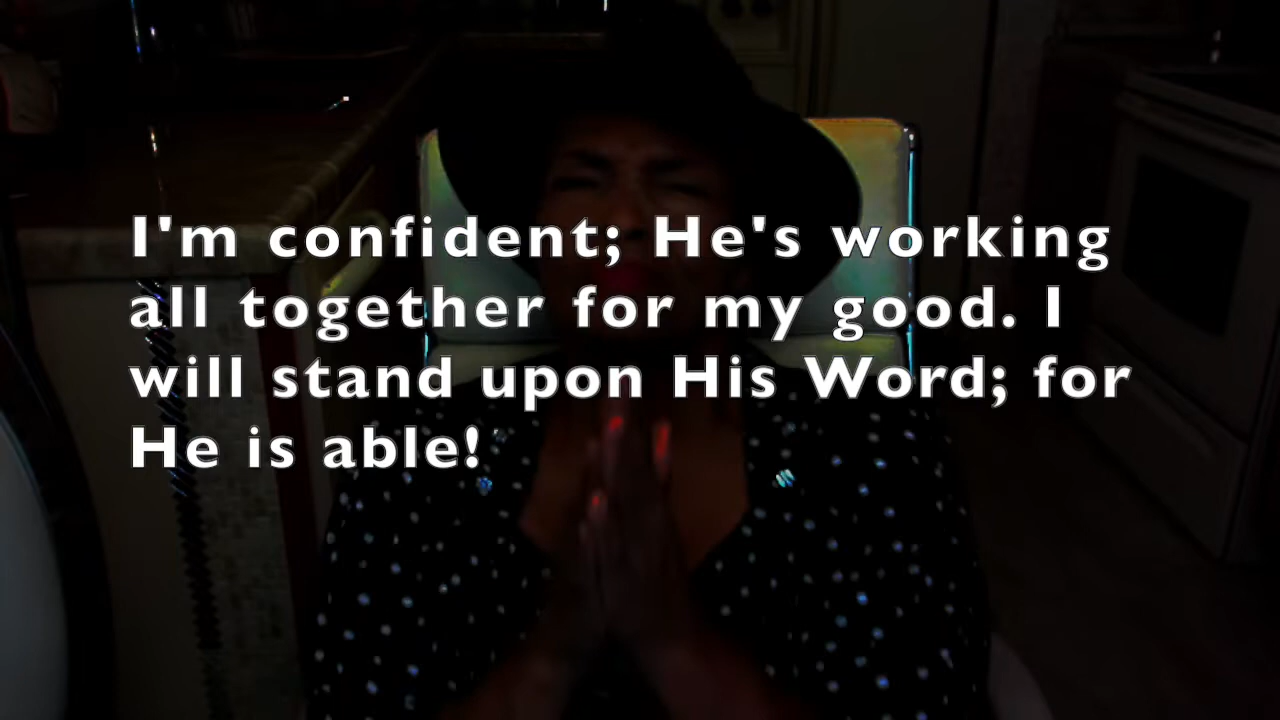 I'm confident; He's working
all together for my good. I
will stand upon His Word; for
He is able!